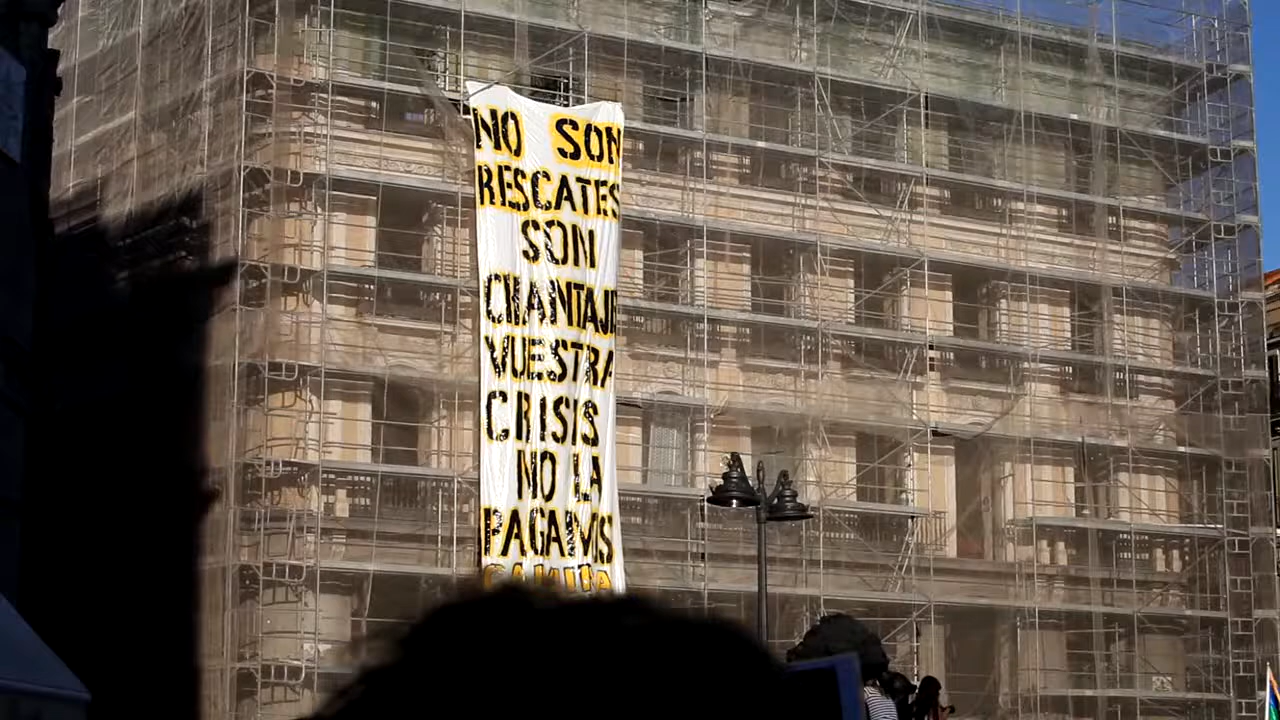 NO SON
RESCATES
SON
CHANTAJE
VUESTRA
CRISIS
NO LA
PAGAMOS